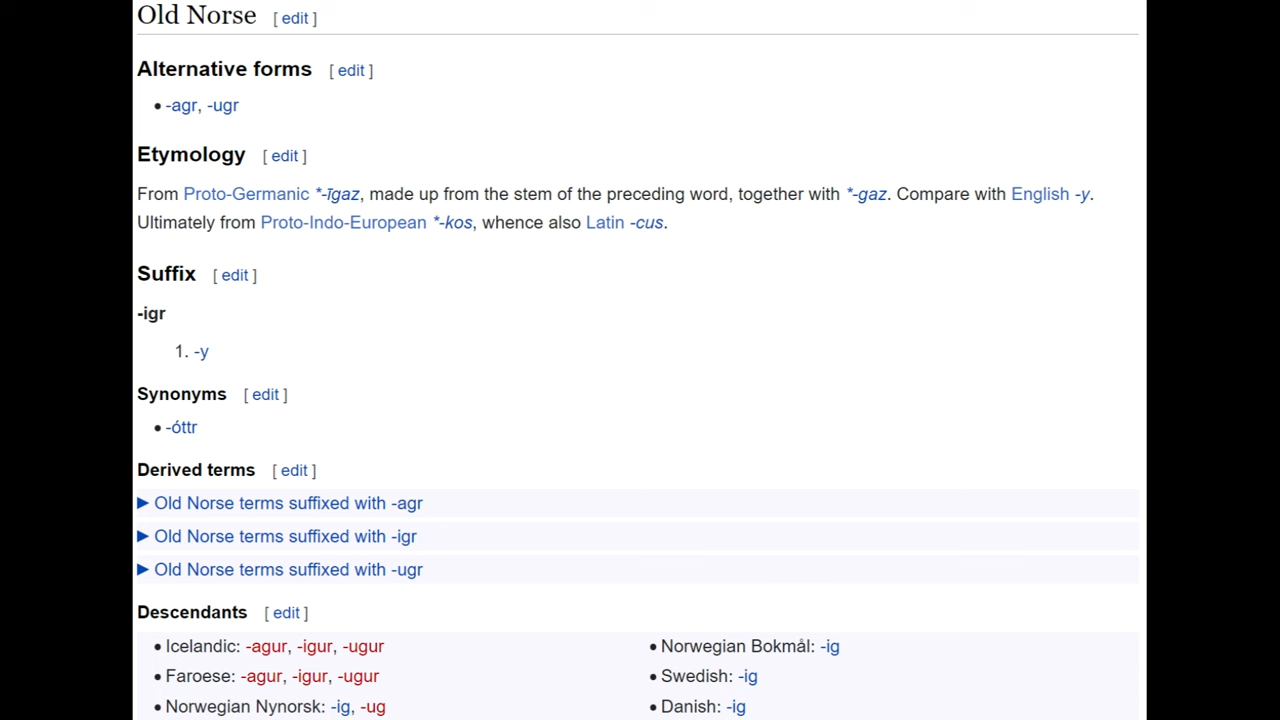 Old Norse [ edit ]
Alternative forms [ edit ]
• -agr, -ugr
Etymology [ edit ]
From Proto-Germanic *-īgaz, made up from the stem of the preceding word, together with *-gaz. Compare with English -y.
Ultimately from Proto-Indo-European *-kos, whence also Latin -cus.
Suffix [ edit ]
-igr
1. -y
Synonyms [ edit ]
• -óttr
Derived terms [ edit ]
► Old Norse terms suffixed with -agr
► Old Norse terms suffixed with -igr
► Old Norse terms suffixed with -ugr
Descendants [ edit ]
• Icelandic: -agur, -igur, -ugur
• Faroese: -agur, -igur, -ugur
• Norwegian Nynorsk: -ig, -ug
• Norwegian Bokmål: -ig
• Swedish: -ig
• Danish: -ig